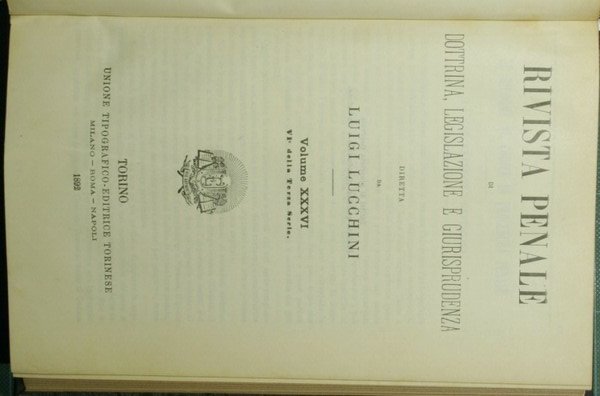 RIVISTA PENALE
DI
DOTTRINA, LEGISLAZIONE E GIURISPRUDENZA
DIRETTA
DA
LUIGI LUCCHINI
Volume XXXVI
VI° della Terza Serie.
TORINO
UNIONE TIPOGRAFICO-EDITRICE TORINESE
MILANO — ROMA — NAPOLI
1892